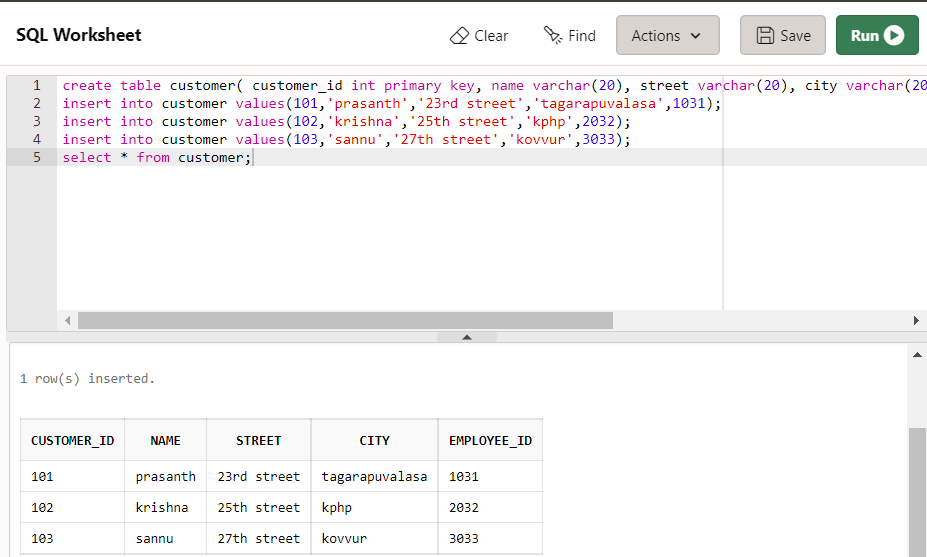 SQL Worksheet Clear Find Actions Save Run
1 create table customer( customer_id int primary key, name varchar(20), street varchar(20), city varchar(20
2 insert into customer values(101,'prasanth','23rd street','tagarapuvalasa',1031);
3 insert into customer values(102,'krishna','25th street','kphp',2032);
4 insert into customer values(103,'sannu','27th street','kovvur',3033);
5 select * from customer;
1 row(s) inserted.
CUSTOMER_ID NAME STREET CITY EMPLOYEE_ID
101 prasanth 23rd street tagarapuvalasa 1031
102 krishna 25th street kphp 2032
103 sannu 27th street kovvur 3033